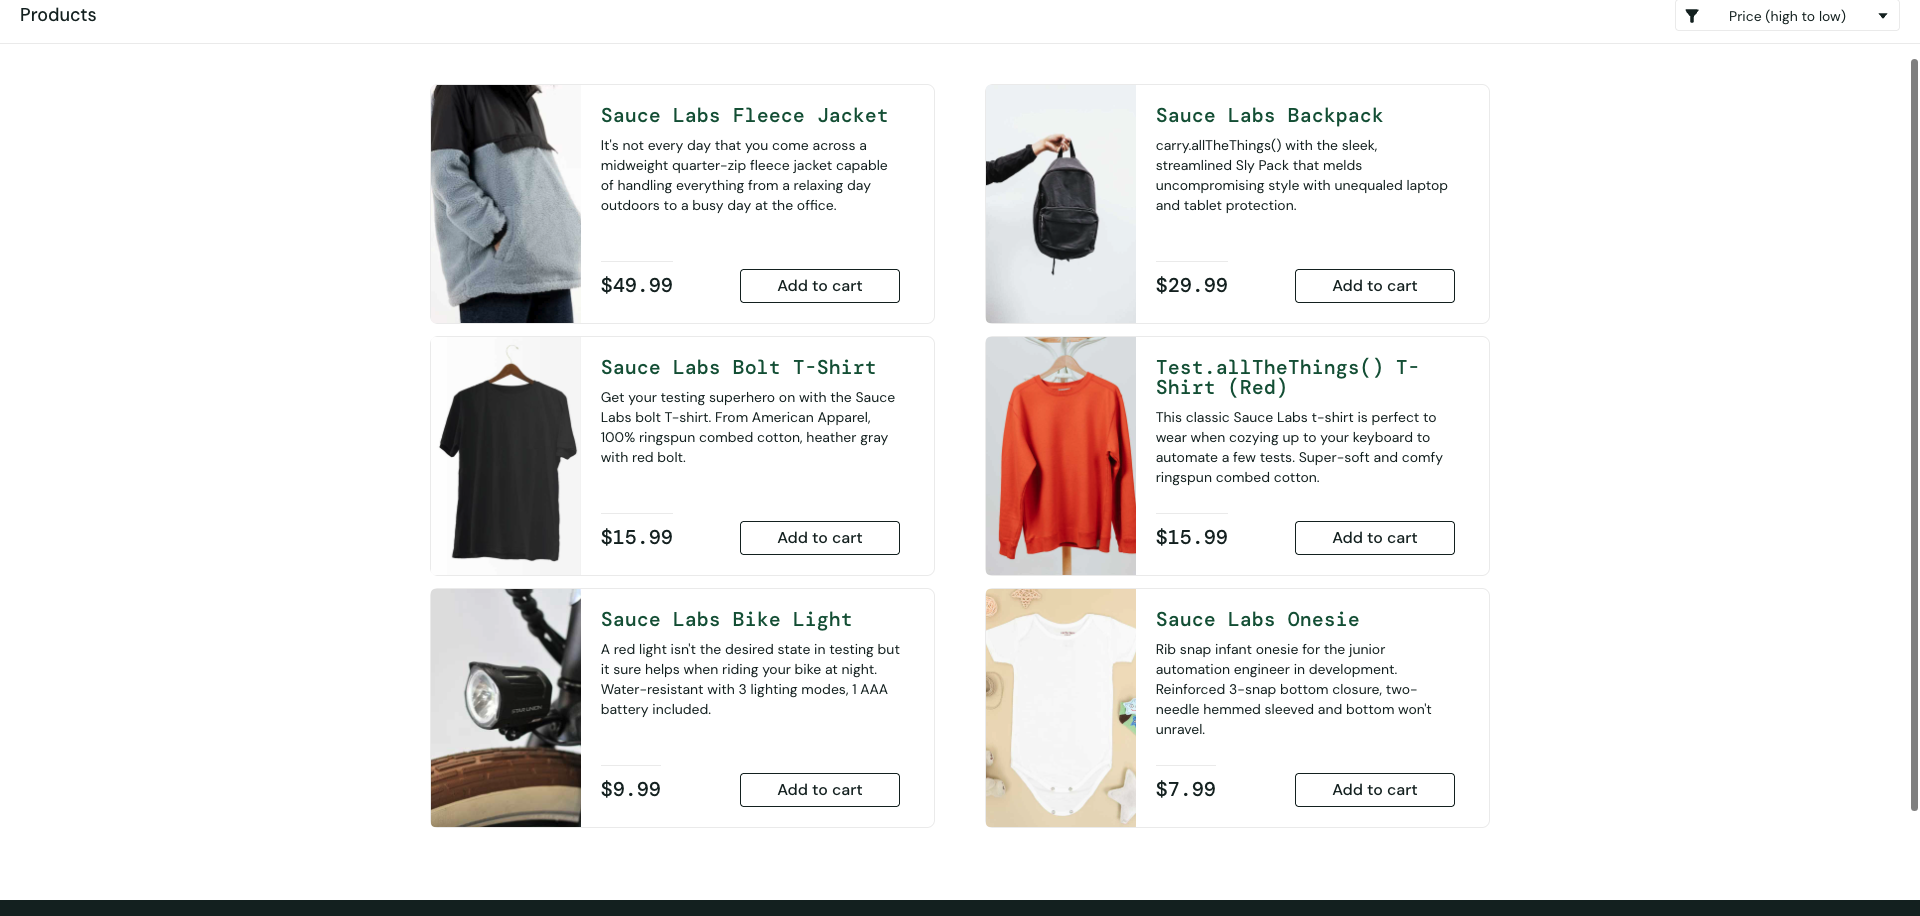 Products
Price (high to low)
Sauce Labs Fleece Jacket
It's not every day that you come across a
midweight quarter-zip fleece jacket capable
of handling everything from a relaxing day
outdoors to a busy day at the office.
$49.99
Add to cart
Sauce Labs Backpack
carry.allTheThings() with the sleek,
streamlined Sly Pack that melds
uncompromising style with unequaled laptop
and tablet protection.
$29.99
Add to cart
Sauce Labs Bolt T-Shirt
Get your testing superhero on with the Sauce
Labs bolt T-shirt. From American Apparel,
100% ringspun combed cotton, heather gray
with red bolt.
$15.99
Add to cart
Test.allTheThings() T-
Shirt (Red)
This classic Sauce Labs t-shirt is perfect to
wear when cozying up to your keyboard to
automate a few tests. Super-soft and comfy
ringspun combed cotton.
$15.99
Add to cart
Sauce Labs Bike Light
A red light isn't the desired state in testing but
it sure helps when riding your bike at night.
Water-resistant with 3 lighting modes, 1 AAA
battery included.
$9.99
Add to cart
Sauce Labs Onesie
Rib snap infant onesie for the junior
automation engineer in development.
Reinforced 3-snap bottom closure, two-
needle hemmed sleeved and bottom won't
unravel.
$7.99
Add to cart